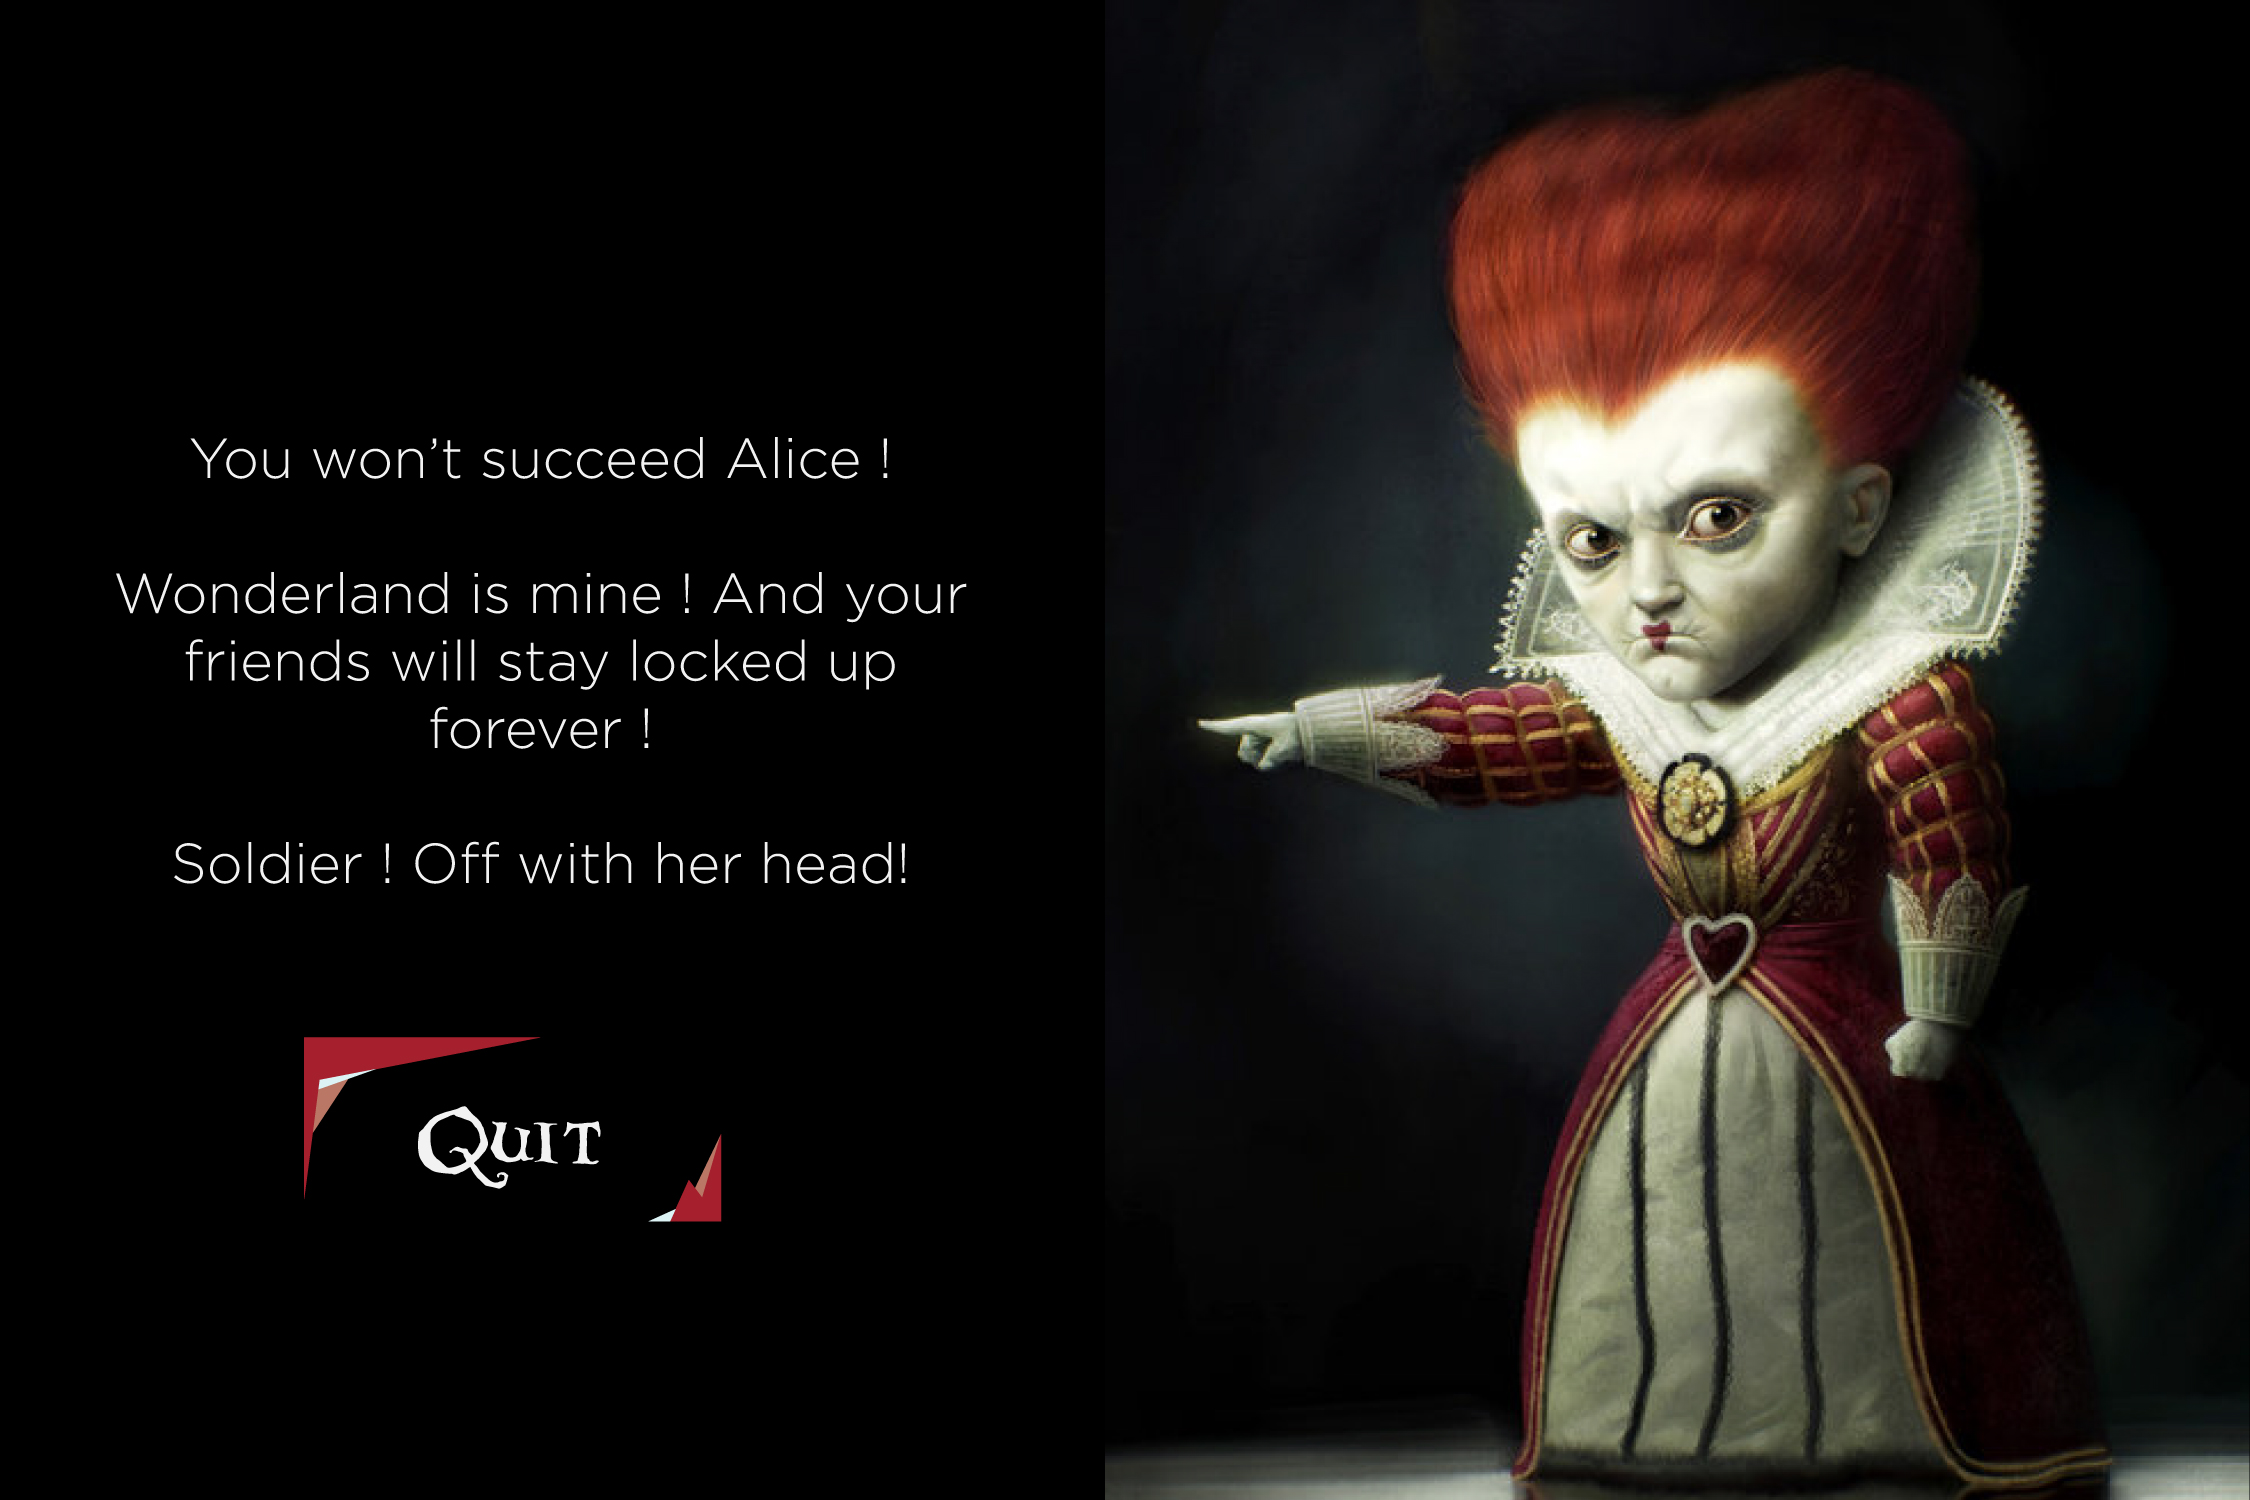 You won’t succeed Alice !
Wonderland is mine ! And your
friends will stay locked up
forever !
Soldier ! Off with her head!
Quit